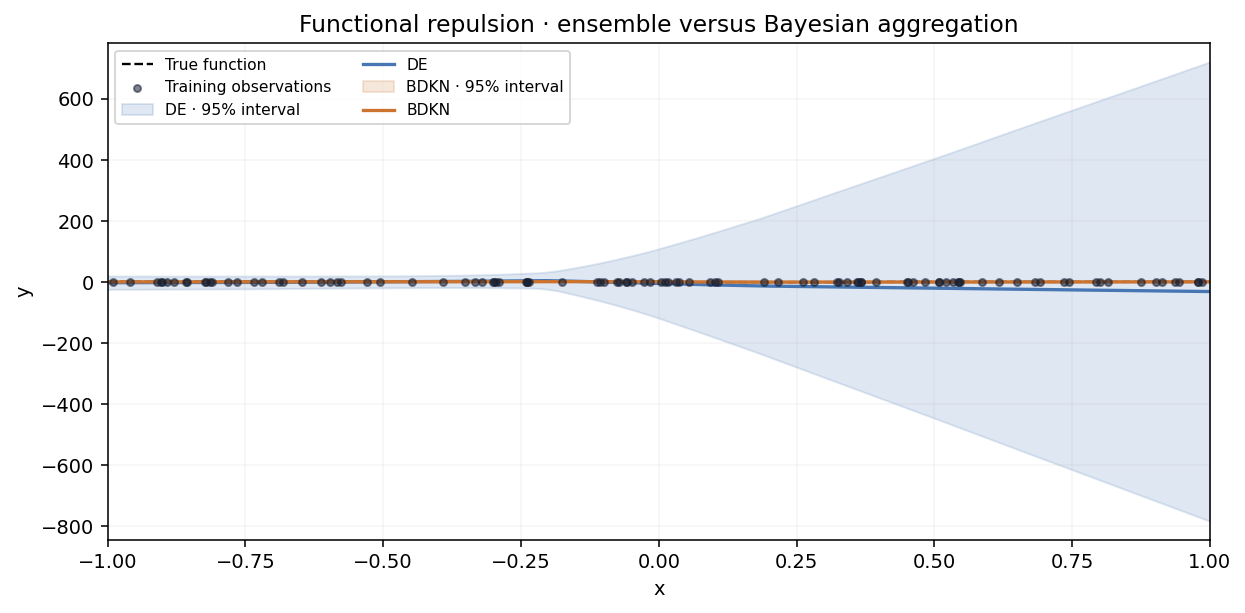 Functional repulsion · ensemble versus Bayesian aggregation
True function
Training observations
DE · 95% interval
DE
BDKN · 95% interval
BDKN
600
400
200
0
−200
−400
−600
−800
y
−1.00 −0.75 −0.50 −0.25 0.00 0.25 0.50 0.75 1.00
x